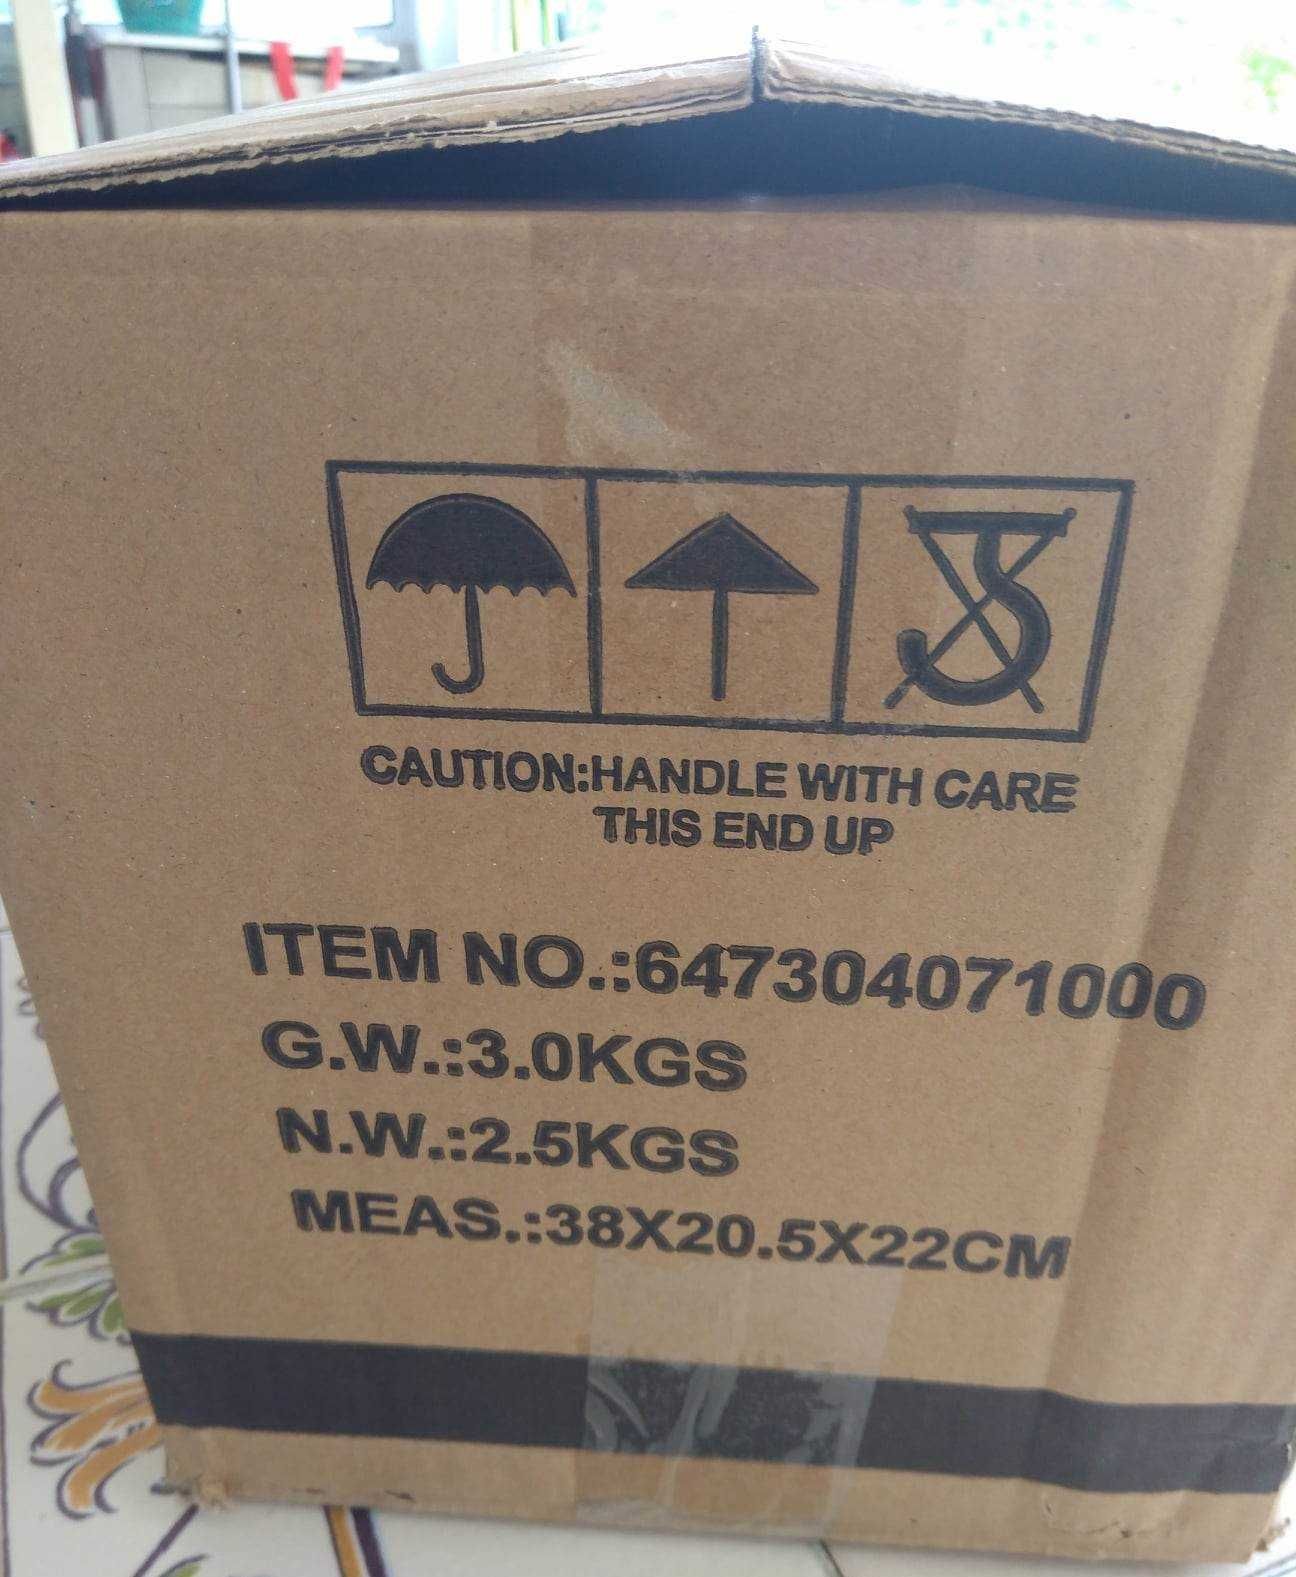 CAUTION:HANDLE WITH CARE
THIS END UP
ITEM NO.:647304071000
G.W.:3.0KGS
N.W.:2.5KGS
MEAS.:38X20.5X22CM